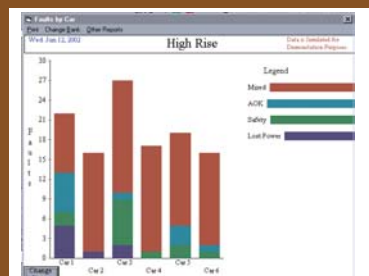 Faults by Car
Print Change Bank Other Reports
Wed Jun 12, 2002
High Rise
Data is Simulated for
Demonstration Purposes
Legend
Mixed
AOK
Safety
Lost Power
Faults
30
27
24
21
18
15
12
9
6
3
0
Car 1
Car 2
Car 3
Car 4
Car 5
Car 6
Change